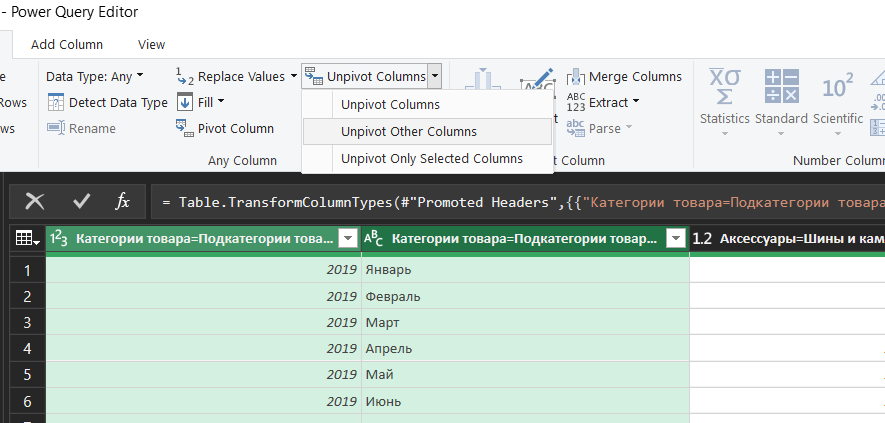 - Power Query Editor
Add Column View
Data Type: Any
Replace Values
Unpivot Columns
Merge Columns
Rows
Detect Data Type
Fill
Unpivot Columns
ABC
123
Extract
Statistics
Standard
Scientific
ws
Rename
Pivot Column
Unpivot Other Columns
abc
Parse
Any Column
Unpivot Only Selected Columns
t Column
Number Column
fx
= Table.TransformColumnTypes(#"Promoted Headers",{{"Категории товара=Подкатегории товара
123 Категории товара=Подкатегории това...
ABC Категории товара=Подкатегории товар...
1.2 Аксессуары=Шины и кам
1 2019 Январь
2 2019 Февраль
3 2019 Март
4 2019 Апрель
5 2019 Май
6 2019 Июнь